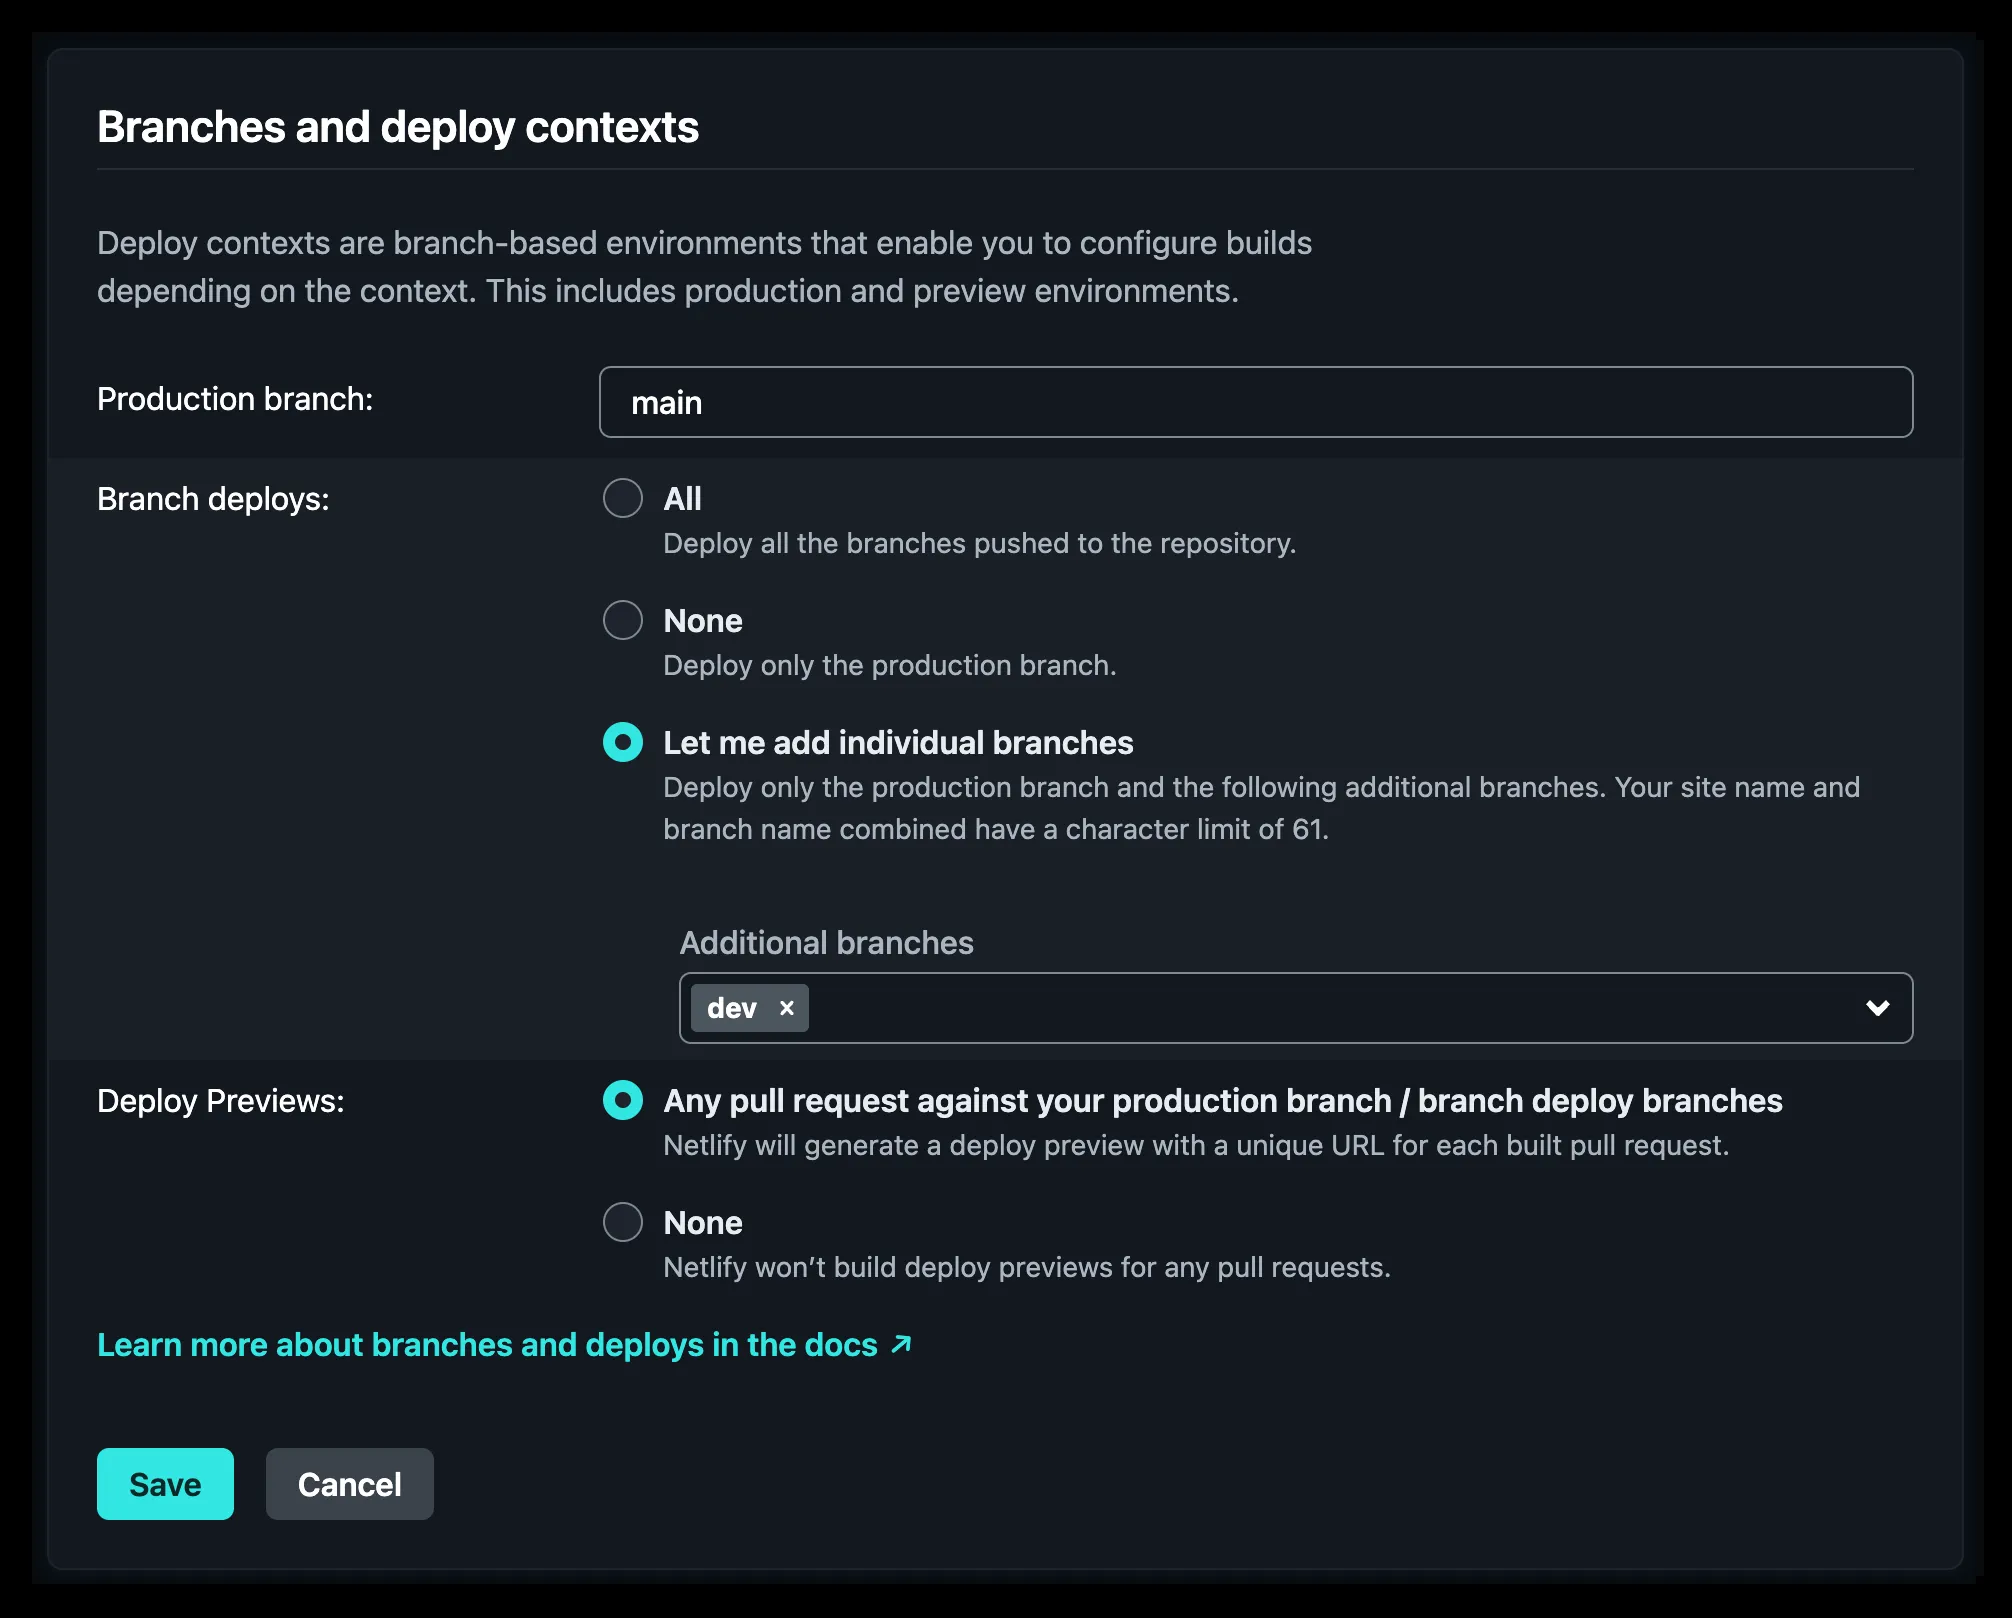 Branches and deploy contexts
Deploy contexts are branch-based environments that enable you to configure builds
depending on the context. This includes production and preview environments.
Production branch:
main
Branch deploys:
All
Deploy all the branches pushed to the repository.
None
Deploy only the production branch.
Let me add individual branches
Deploy only the production branch and the following additional branches. Your site name and
branch name combined have a character limit of 61.
Additional branches
dev ×
Deploy Previews:
Any pull request against your production branch / branch deploy branches
Netlify will generate a deploy preview with a unique URL for each built pull request.
None
Netlify won’t build deploy previews for any pull requests.
Learn more about branches and deploys in the docs ↗
Save
Cancel